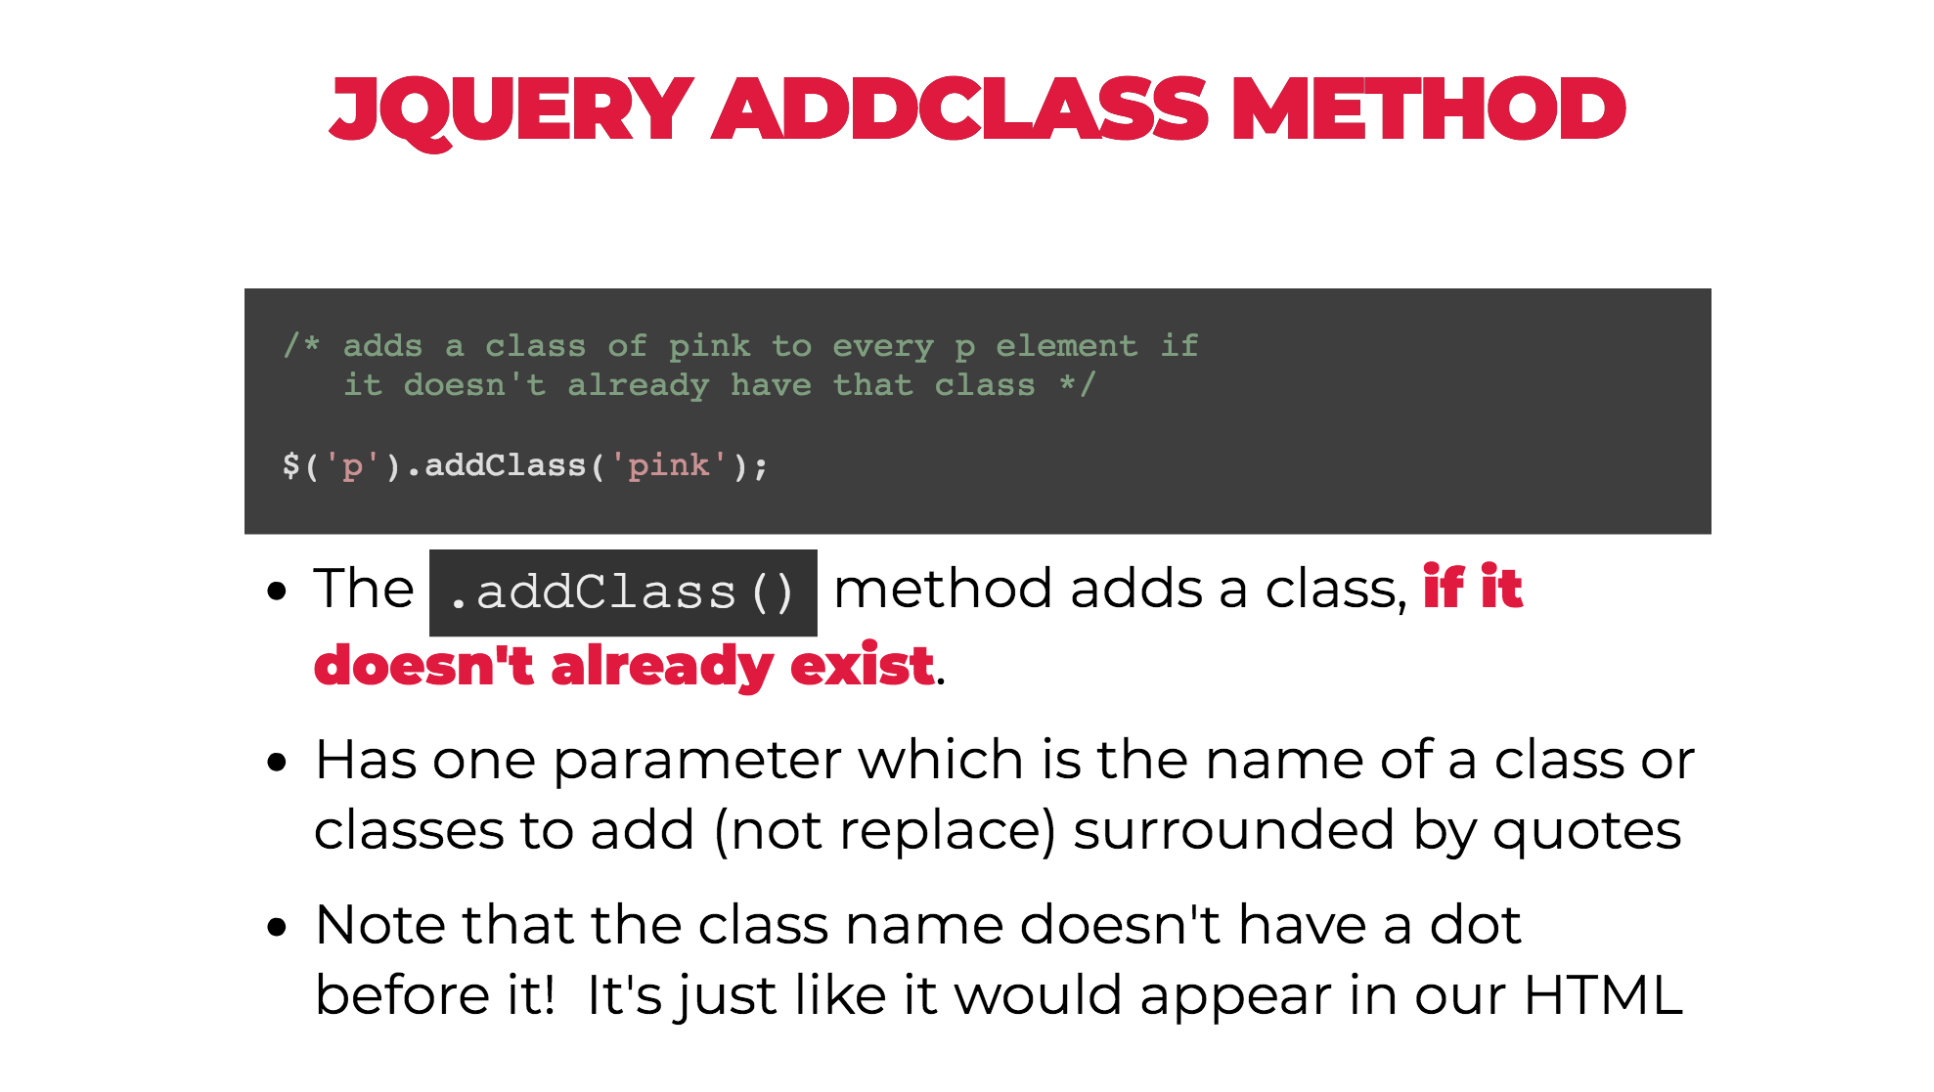 JQUERY ADDCLASS METHOD
/* adds a class of pink to every p element if
it doesn't already have that class */
$('p').addClass('pink');
• The .addClass() method adds a class, if it
doesn't already exist.
• Has one parameter which is the name of a class or
classes to add (not replace) surrounded by quotes
• Note that the class name doesn't have a dot
before it!  It's just like it would appear in our HTML